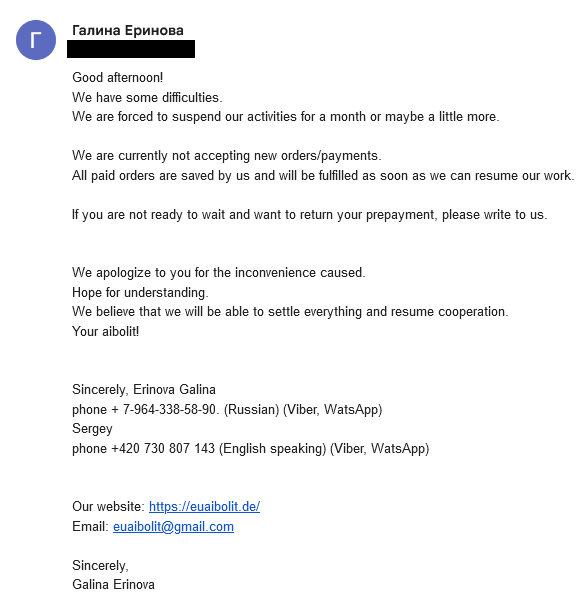 Г
Галина Еринова
Good afternoon!
We have some difficulties.
We are forced to suspend our activities for a month or maybe a little more.
We are currently not accepting new orders/payments.
All paid orders are saved by us and will be fulfilled as soon as we can resume our work.
If you are not ready to wait and want to return your prepayment, please write to us.
We apologize to you for the inconvenience caused.
Hope for understanding.
We believe that we will be able to settle everything and resume cooperation.
Your aibolit!
Sincerely, Erinova Galina
phone + 7-964-338-58-90. (Russian) (Viber, WatsApp)
Sergey
phone +420 730 807 143 (English speaking) (Viber, WatsApp)
Our website: https://euaibolit.de/
Email: euaibolit@gmail.com
Sincerely,
Galina Erinova